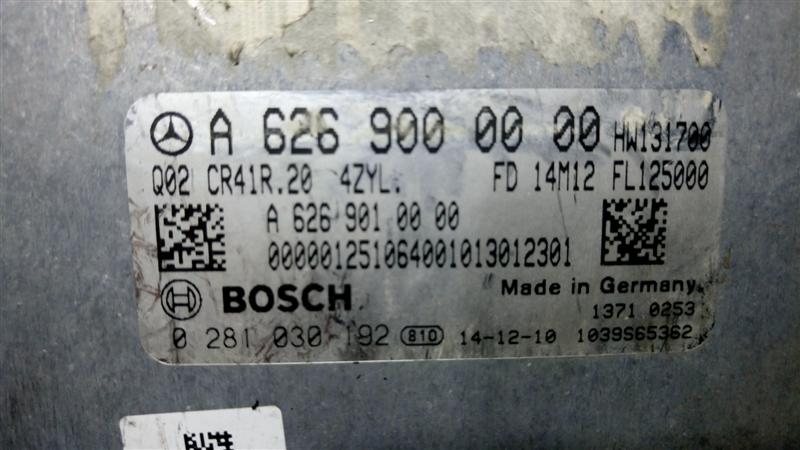 A 626 900 00 00 HW131700
Q02 CR41R.20 4ZYL. FD 14M12 FL125000
A 626 901 00 00
000001251064001013012301
BOSCH Made in Germany
1371 0253
0 281 030 192 810 14-12-10 1039S65362